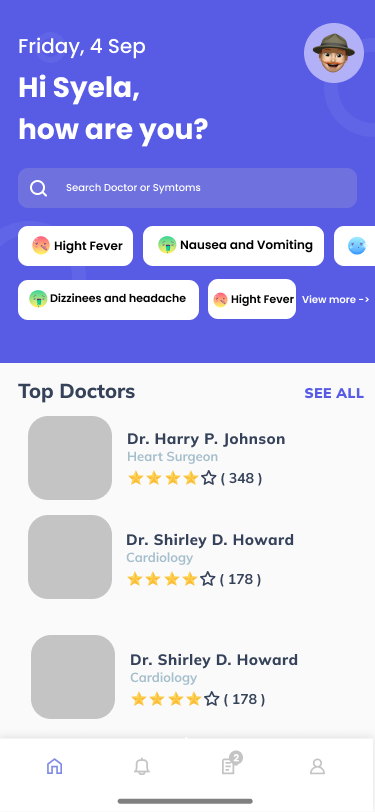 Friday, 4 Sep
Hi Syela,
how are you?
Search Doctor or Symtoms
Hight Fever
Nausea and Vomiting
Dizzinees and headache
Hight Fever
View more ->
Top Doctors
SEE ALL
Dr. Harry P. Johnson
Heart Surgeon
( 348 )
Dr. Shirley D. Howard
Cardiology
( 178 )
Dr. Shirley D. Howard
Cardiology
( 178 )
2